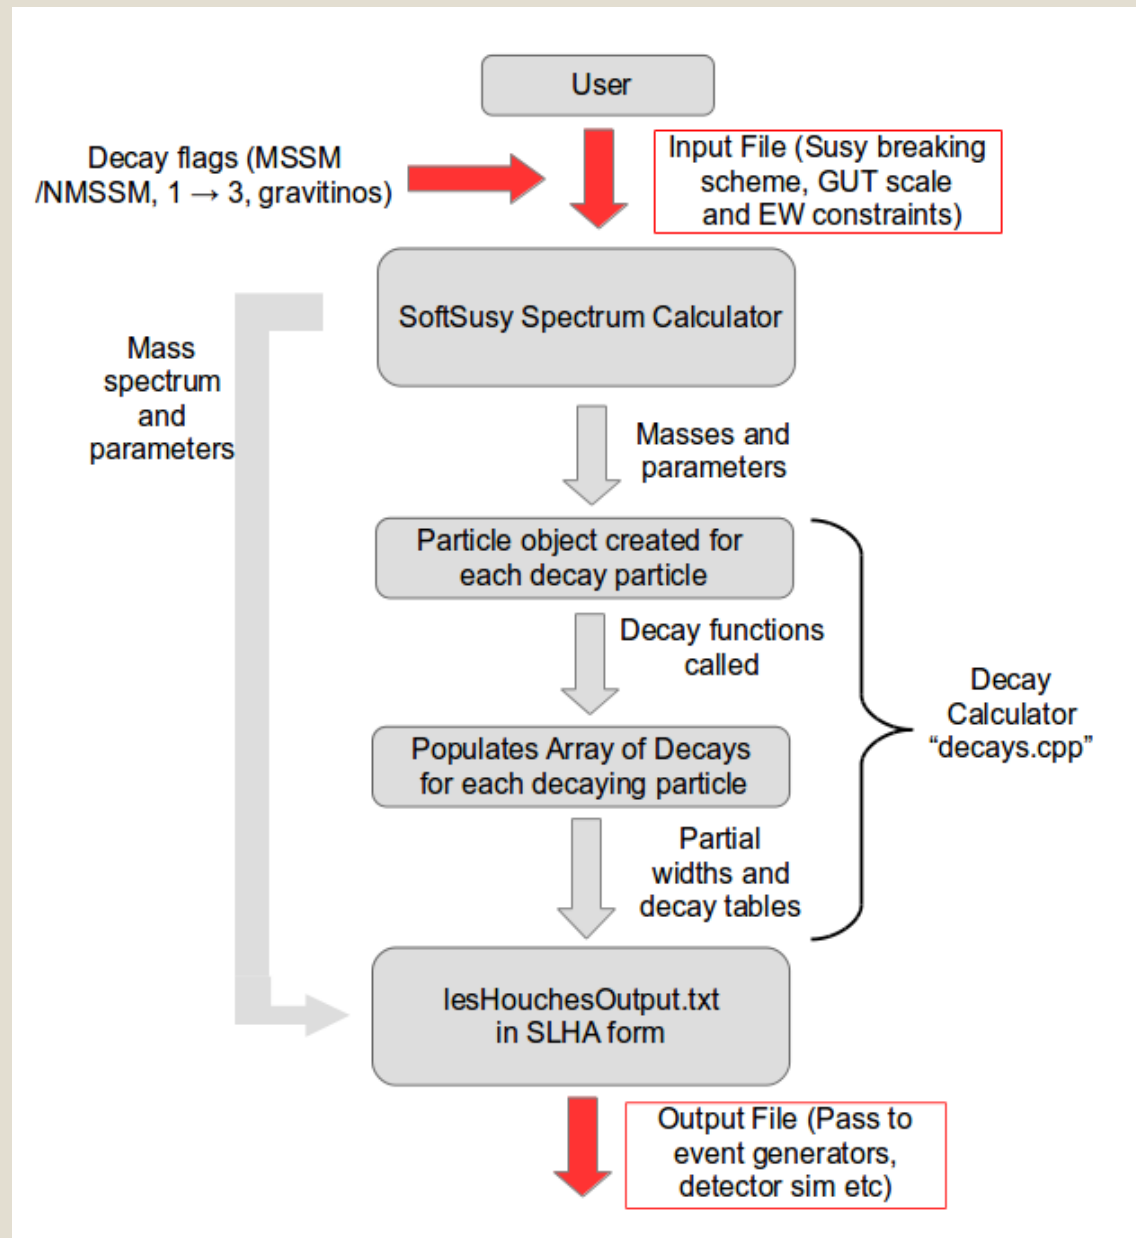 User
Decay flags (MSSM
/NMSSM, 1 → 3, gravitinos)
Input File (Susy breaking
scheme, GUT scale
and EW constraints)
SoftSusy Spectrum Calculator
Mass
spectrum
and
parameters
Masses and
parameters
Particle object created for
each decay particle
Decay functions
called
Decay
Calculator
“decays.cpp”
Populates Array of Decays
for each decaying particle
Partial
widths and
decay tables
lesHouchesOutput.txt
in SLHA form
Output File (Pass to
event generators,
detector sim etc)